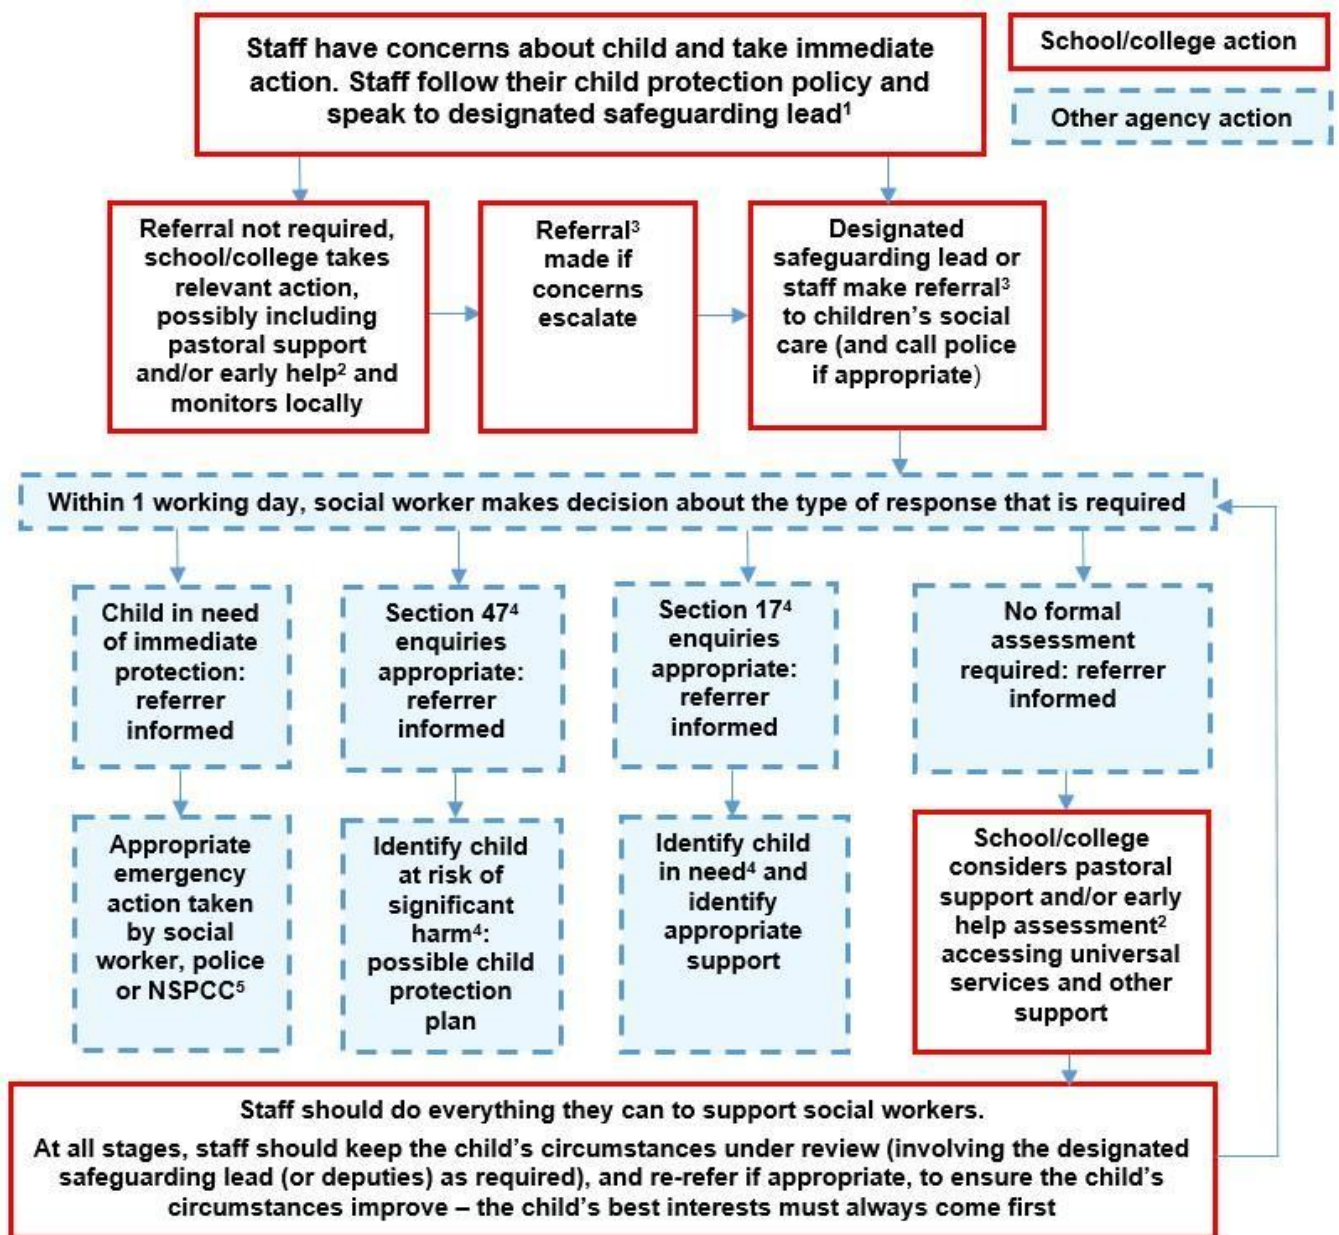 Staff have concerns about child and take immediate
action. Staff follow their child protection policy and
speak to designated safeguarding lead¹
School/college action
Other agency action
Referral not required,
school/college takes
relevant action,
possibly including
pastoral support
and/or early help² and
monitors locally
Referral³
made if
concerns
escalate
Designated
safeguarding lead or
staff make referral³
to children’s social
care (and call police
if appropriate)
Within 1 working day, social worker makes decision about the type of response that is required
Child in need
of immediate
protection:
referrer
informed
Section 47⁴
enquiries
appropriate:
referrer
informed
Section 17⁴
enquiries
appropriate:
referrer
informed
No formal
assessment
required: referrer
informed
Appropriate
emergency
action taken
by social
worker, police
or NSPCC⁵
Identify child
at risk of
significant
harm⁴:
possible child
protection
plan
Identify child
in need⁴ and
identify
appropriate
support
School/college
considers pastoral
support and/or early
help assessment²
accessing universal
services and other
support
Staff should do everything they can to support social workers.
At all stages, staff should keep the child’s circumstances under review (involving the designated
safeguarding lead (or deputies) as required), and re-refer if appropriate, to ensure the child’s
circumstances improve – the child’s best interests must always come first